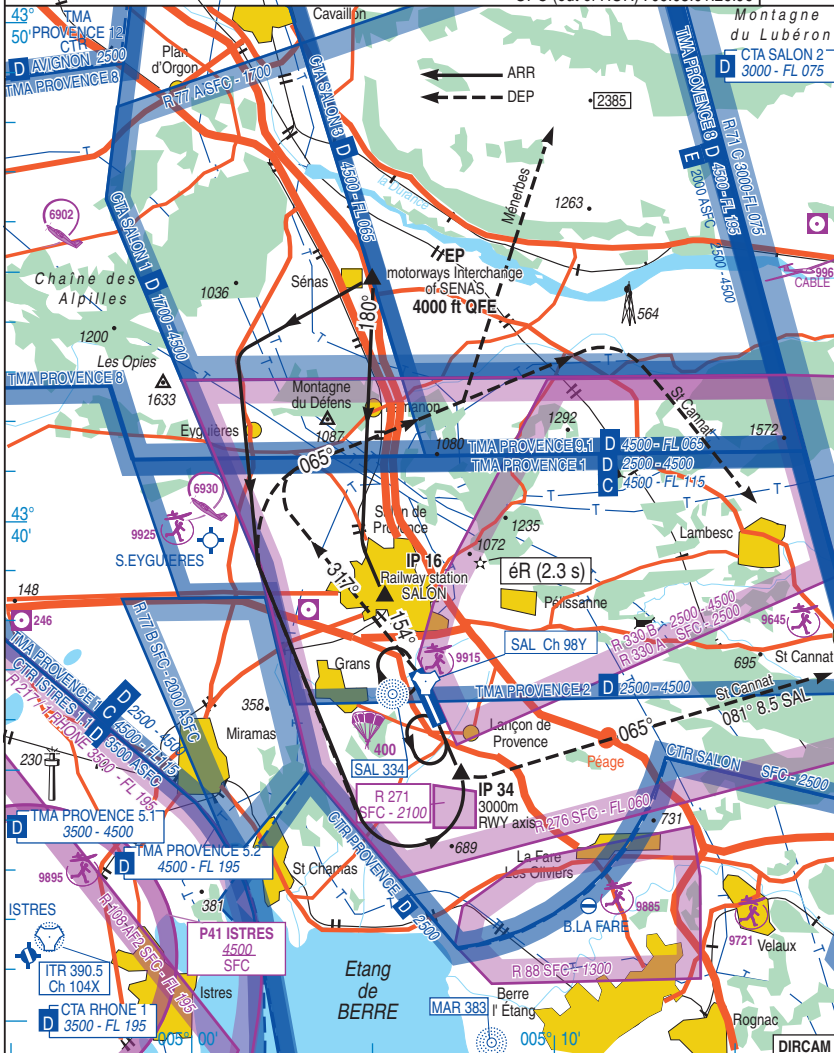 43°
50'
Cavaillon
Montagne
du Lubéron
TMA
PROVENCE 12
CTR
D AVIGNON 2500
TMA PROVENCE 8
Plan
d'Orgon
R 77 A SFC - 1700
CTA SALON 3 D 4500 - FL 065
ARR
DEP
2385
D CTA SALON 2
3000 - FL 075
TMA PROVENCE 8 D 4500 - FL 195
E 2000 ASFC 2500 - 4500
R 71 C 3000-FL 075
6902
CTA SALON 1 D 1700-4500
la Durance
Ménerbes
1263
996
CABLE
Chaîne des
Alpilles
1036
Sénas
EP
motorways Interchange
of SENAS
4000 ft QFE
180°
564
1200
Les Opies
1633
TMA PROVENCE 8
Montagne
du Défens
1087
Eyguières
1080
1292
St Cannat
1572
065°
TMA PROVENCE 9.1 D 4500 - FL 065
TMA PROVENCE 1 D 2500 - 4500
C 4500 - FL 115
6930
9925
S.EYGUIERES
43°
40'
Salon de
Provence
1235
1072
Lambesc
IP 16
Railway station
SALON
éR (2.3 s)
Pélissanne
317°
154°
148
246
R 77 B SFC - 2000 ASFC
R 330 B - 2500 - 4500
R 330 A - SFC - 2500
9645
SAL Ch 98Y
9915
695
St Cannat
Grans
TMA PROVENCE 2 D 2500 - 4500
St Cannat
081° 8.5 SAL
065°
358
Miramas
D 2500 - 4500
C 4500 - FL 115
CTR ISTRES 1.1 D 3500 ASFC
400
SAL 334
Lançon de
Provence
Péage
CTR SALON SFC - 2500
230
R 271
SFC - 2100
IP 34
3000m
RWY axis
R 276 SFC - FL 060
731
689
D TMA PROVENCE 5.1
3500 - 4500
D TMA PROVENCE 5.2
4500 - FL 195
CTR PROVENCE D 2500
St Chamas
La Fare
Les Oliviers
9895
381
B.LA FARE
9885
9721
Velaux
ISTRES
P41 ISTRES
4500
SFC
R 88 SFC - 1300
ITR 390.5
Ch 104X
Istres
Etang
de
BERRE
Berre
l' Étang
MAR 383
Rognac
D CTA RHONE 1
3500 - FL 195
005° 00'
005° 10'
DIRCAM